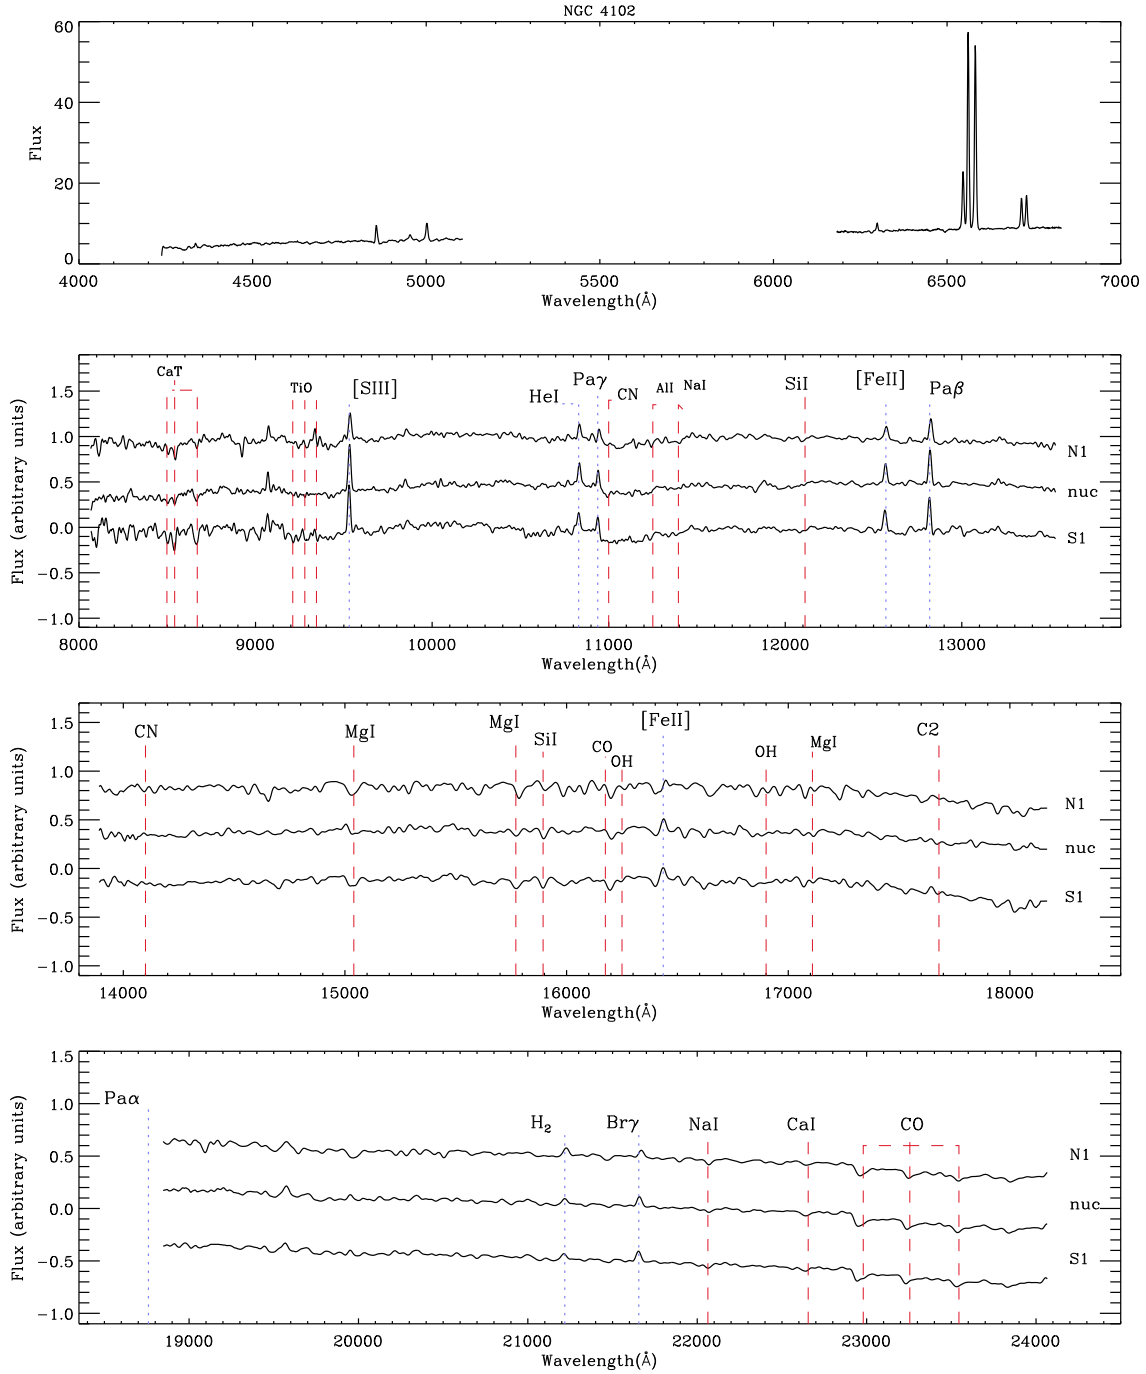 NGC 4102
60
40
20
0
Flux
4000 4500 5000 5500 6000 6500 7000
Wavelength(Å)
CaT TiO [SIII] HeI Paγ CN AlI NaI SiI [FeII] Paβ
1.5
1.0
0.5
0.0
−0.5
−1.0
Flux (arbitrary units)
N1
nuc
S1
8000 9000 10000 11000 12000 13000
Wavelength(Å)
CN MgI MgI SiI CO OH [FeII] OH MgI C2
1.5
1.0
0.5
0.0
−0.5
−1.0
Flux (arbitrary units)
N1
nuc
S1
14000 15000 16000 17000 18000
Wavelength(Å)
Paα H₂ Brγ NaI CaI CO
1.5
1.0
0.5
0.0
−0.5
−1.0
Flux (arbitrary units)
N1
nuc
S1
19000 20000 21000 22000 23000 24000
Wavelength(Å)